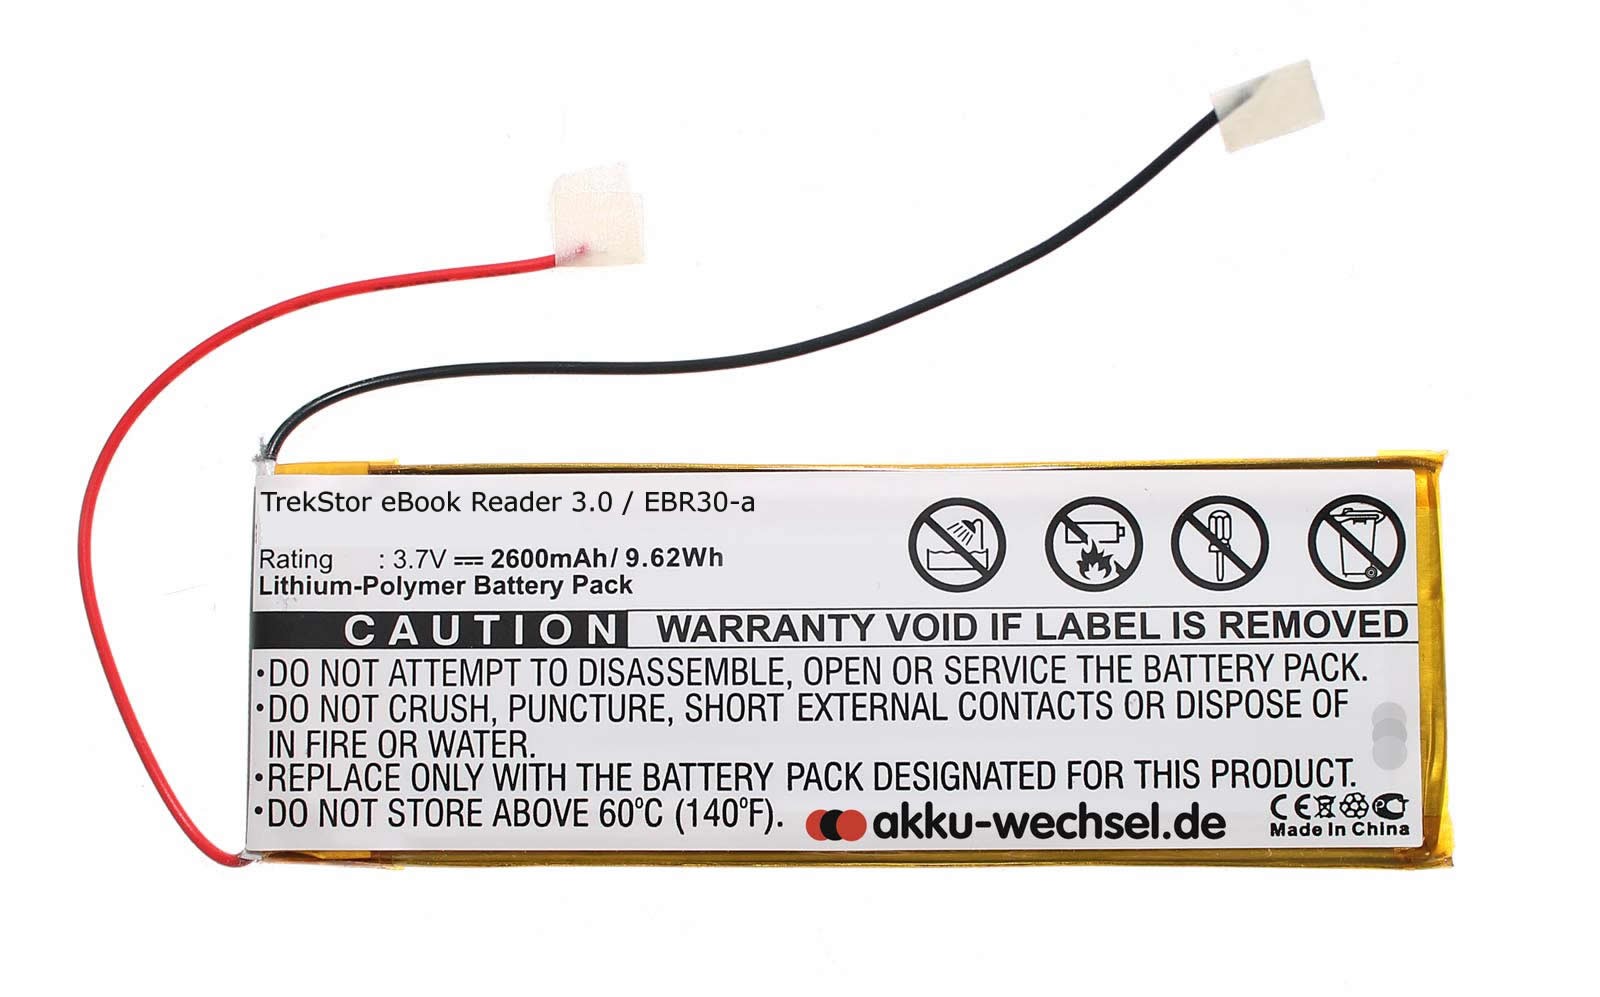 TrekStor eBook Reader 3.0 / EBR30-a
Rating : 3.7V ⎓ 2600mAh/ 9.62Wh
Lithium-Polymer Battery Pack
CAUTION WARRANTY VOID IF LABEL IS REMOVED
•DO NOT ATTEMPT TO DISASSEMBLE, OPEN OR SERVICE THE BATTERY PACK.
•DO NOT CRUSH, PUNCTURE, SHORT EXTERNAL CONTACTS OR DISPOSE OF
IN FIRE OR WATER.
•REPLACE ONLY WITH THE BATTERY PACK DESIGNATED FOR THIS PRODUCT.
•DO NOT STORE ABOVE 60°C (140°F).
akku-wechsel.de
CE
Made in China